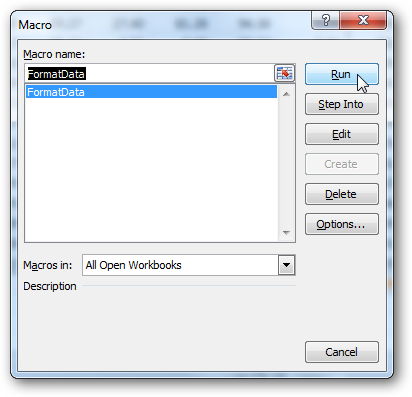 Macro
Macro name:
FormatData
Run
FormatData
Step Into
Edit
Create
Delete
Options...
Macros in: All Open Workbooks
Description
Cancel